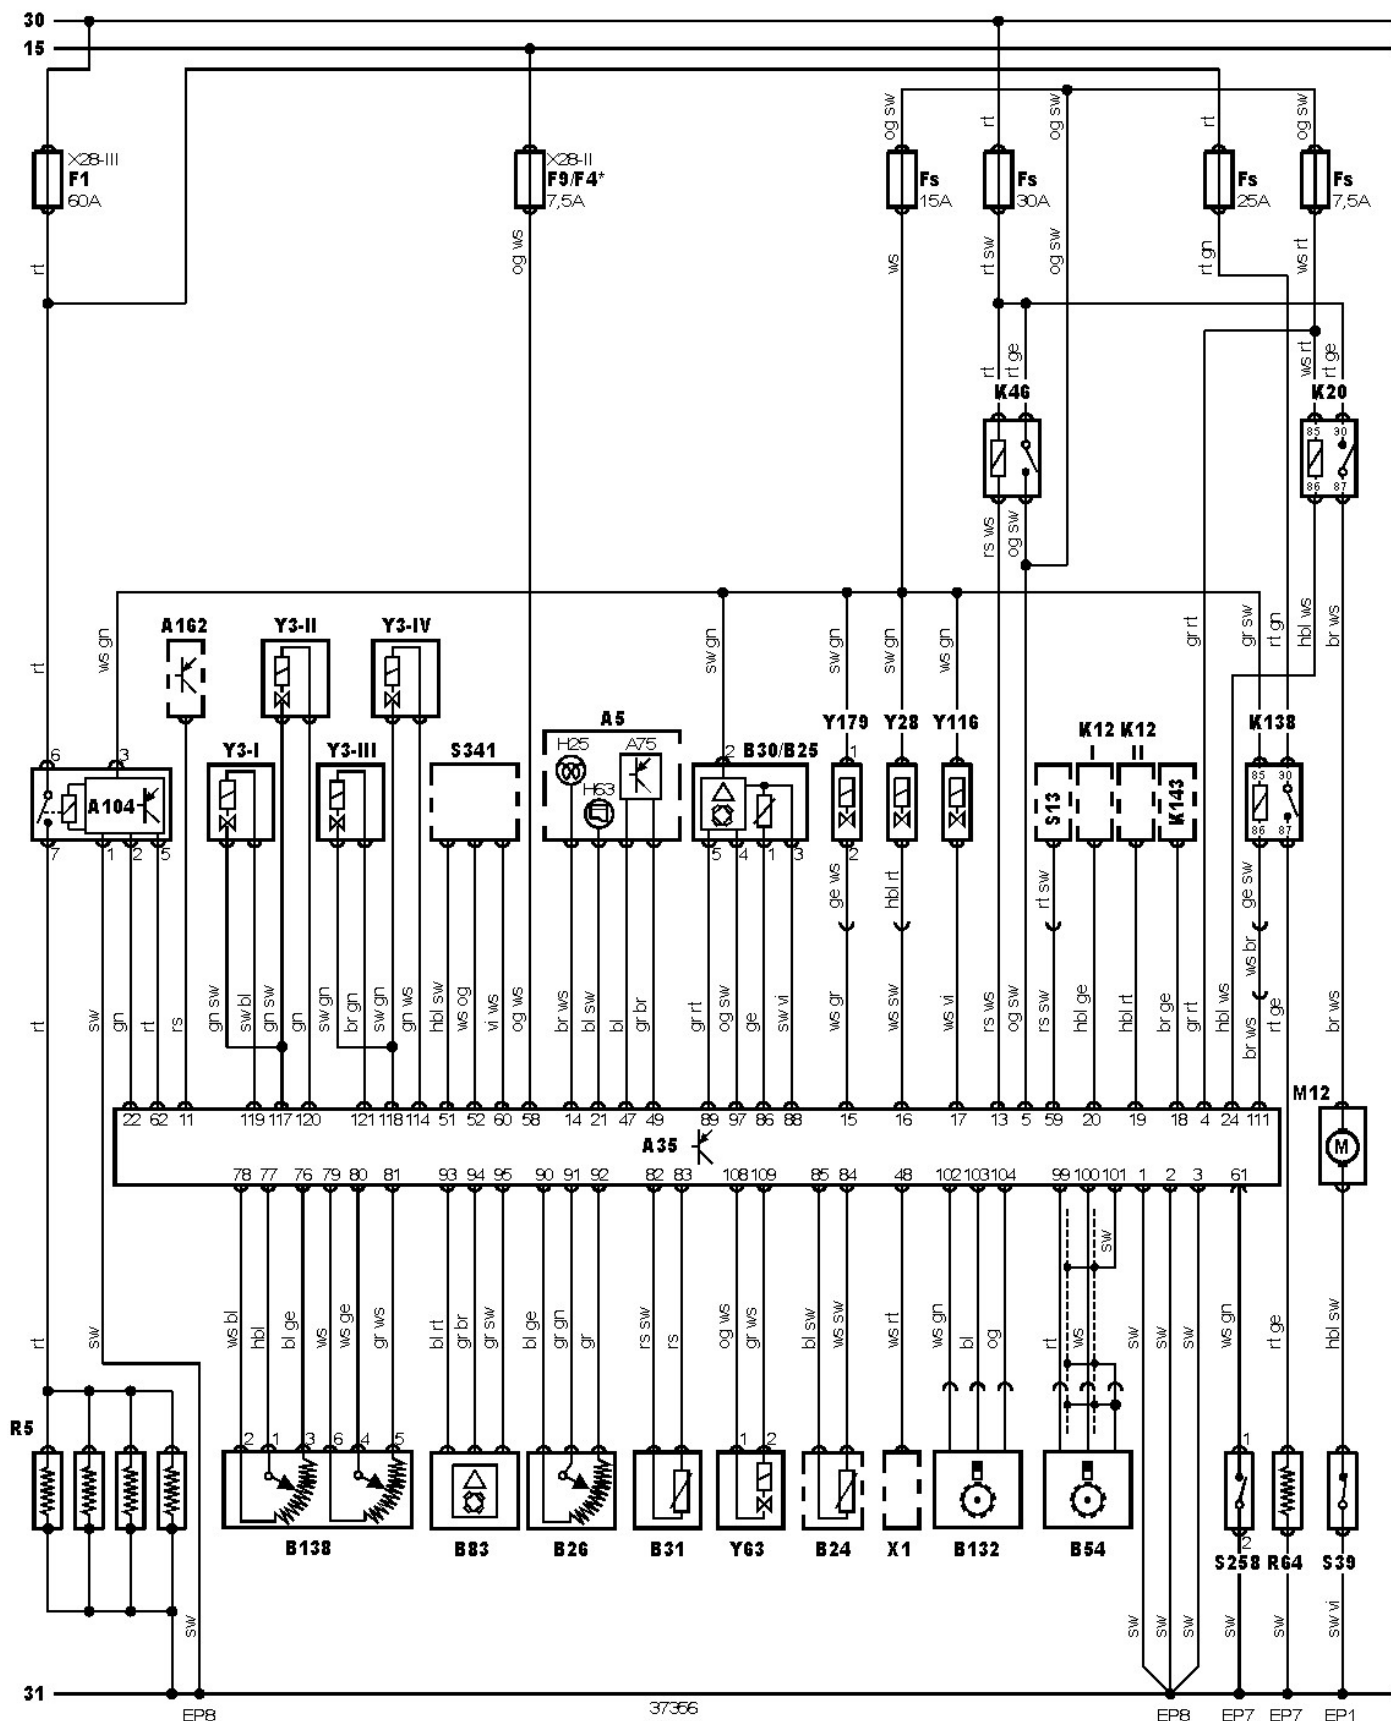 30
15
X28-III
F1
60A
X28-II
F9/F4*
7,5A
Fs
15A
Fs
30A
Fs
25A
Fs
7,5A
og sw
rt
og sw
rt
og sw
rt
og ws
ws
rt sw
og sw
rt gn
ws rt
rt
rt ge
ws rt
rt ge
K46
K20
85 30
86 87
rs ws
og sw
rt
ws gn
A162
Y3-II
Y3-IV
sw gn
sw gn
sw gn
ws gn
gr rt
gr sw
rt gn
hbl ws
br ws
Y3-I
Y3-III
S341
A5
H25
A75
H63
B30/B25
Y179
Y28
Y116
K12 K12
I II
K138
6 3
A104
7 1 2 5
2
5 4 1 3
1
2
S13
K143
85 30
86 87
ge ws
hbl rt
rt sw
ge sw
ws br
rt
sw
gn
rt
rs
gn sw
sw bl
gn sw
gn
sw gn
br gn
sw gn
gn ws
hbl sw
ws og
vi ws
og ws
br ws
bl sw
bl
gr br
gr rt
og sw
ge
sw vi
ws gr
ws sw
ws vi
rs ws
og sw
rs sw
hbl ge
hbl rt
br ge
gr rt
hbl ws
br ws
rt ge
br ws
22 62 11 119 117 120 121 118 114 51 52 60 58 14 21 47 49 89 97 86 88 15 16 17 13 5 59 20 19 18 4 24 111
M12
A35
M
78 77 76 79 80 81 93 94 95 90 91 92 82 83 108 109 85 84 48 102 103 104 99 100 101 1 2 3 61
sw
rt
sw
ws bl
hbl
bl ge
ws
ws ge
gr ws
bl rt
gr br
gr sw
bl ge
gr gn
gr
rs sw
rs
og ws
gr ws
bl sw
ws sw
ws rt
ws gn
bl
og
rt
ws
sw
sw
sw
ws gn
rt ge
hbl sw
R5
2 1 3 6 4 5
1 2
1
2
B138
B83
B26
B31
Y63
B24
X1
B132
B54
S258
R64
S39
sw
sw
sw
sw
sw
sw
sw vi
31
EP8
37366
EP8
EP7
EP7
EP1